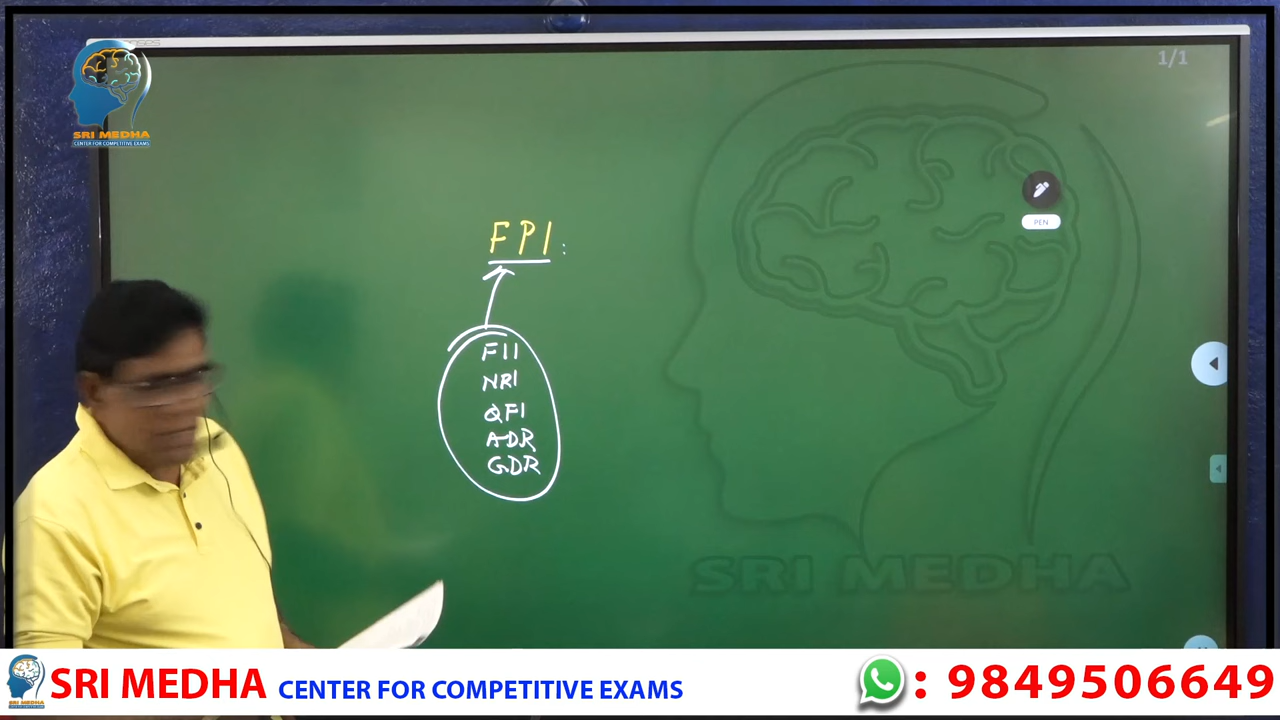 1/1
SRI MEDHA
CENTER FOR COMPETITIVE EXAMS
PEN
FPI :
FII
NRI
QFI
ADR
GDR
SRI MEDHA
SRI MEDHA CENTER FOR COMPETITIVE EXAMS : 9849506649